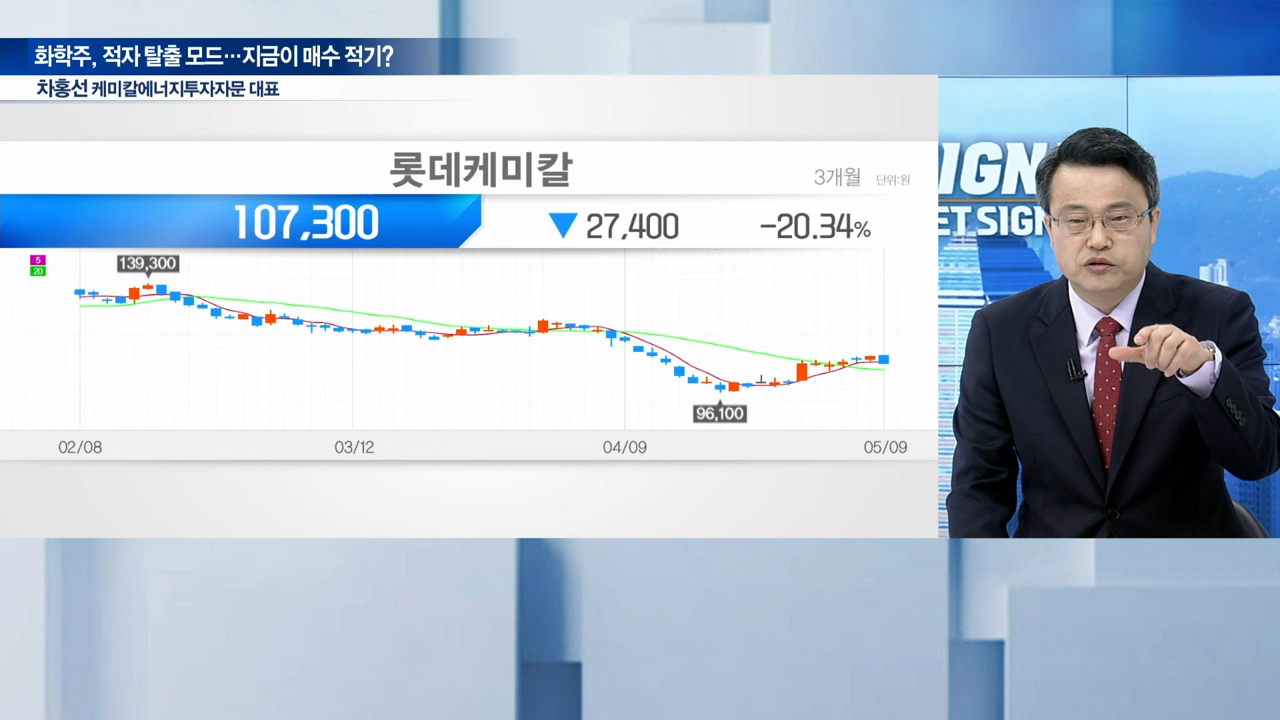 화학주, 적자 탈출 모드…지금이 매수 적기?
차홍선 케미칼에너지투자자문 대표
롯데케미칼
3개월 단위:원
107,300 ▼ 27,400 -20.34%
5
20
139,300
96,100
02/08 03/12 04/09 05/09
IGN
ET SIGN